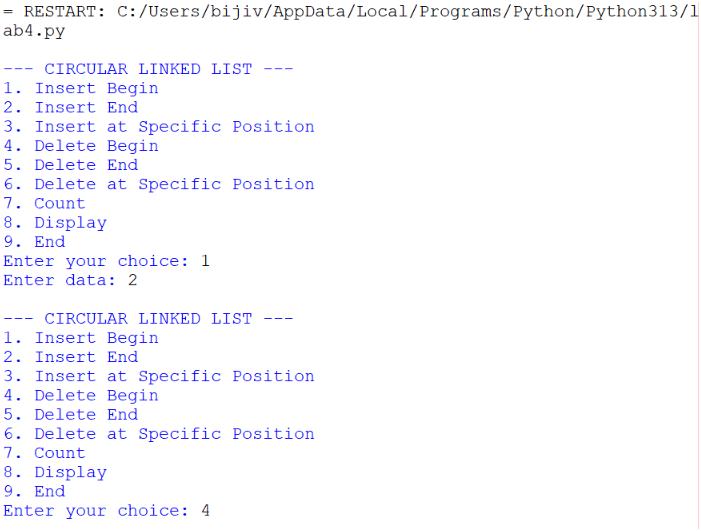 = RESTART: C:/Users/bijiv/AppData/Local/Programs/Python/Python313/l
ab4.py

--- CIRCULAR LINKED LIST ---
1. Insert Begin
2. Insert End
3. Insert at Specific Position
4. Delete Begin
5. Delete End
6. Delete at Specific Position
7. Count
8. Display
9. End
Enter your choice: 1
Enter data: 2

--- CIRCULAR LINKED LIST ---
1. Insert Begin
2. Insert End
3. Insert at Specific Position
4. Delete Begin
5. Delete End
6. Delete at Specific Position
7. Count
8. Display
9. End
Enter your choice: 4